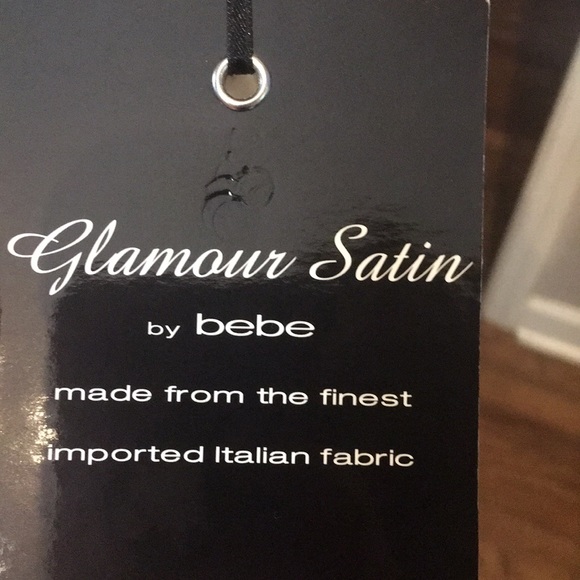 Glamour Satin
by bebe
made from the finest
imported Italian fabric